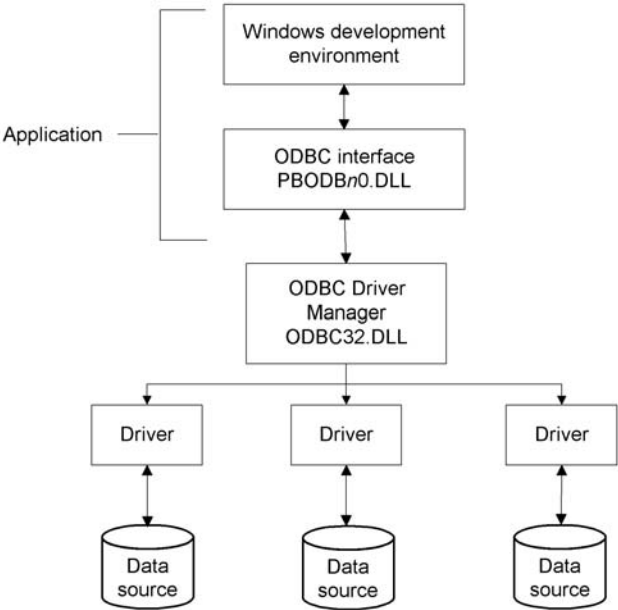 Windows development
environment
Application
ODBC interface
PBODBn0.DLL
ODBC Driver
Manager
ODBC32.DLL
Driver
Driver
Driver
Data
source
Data
source
Data
source